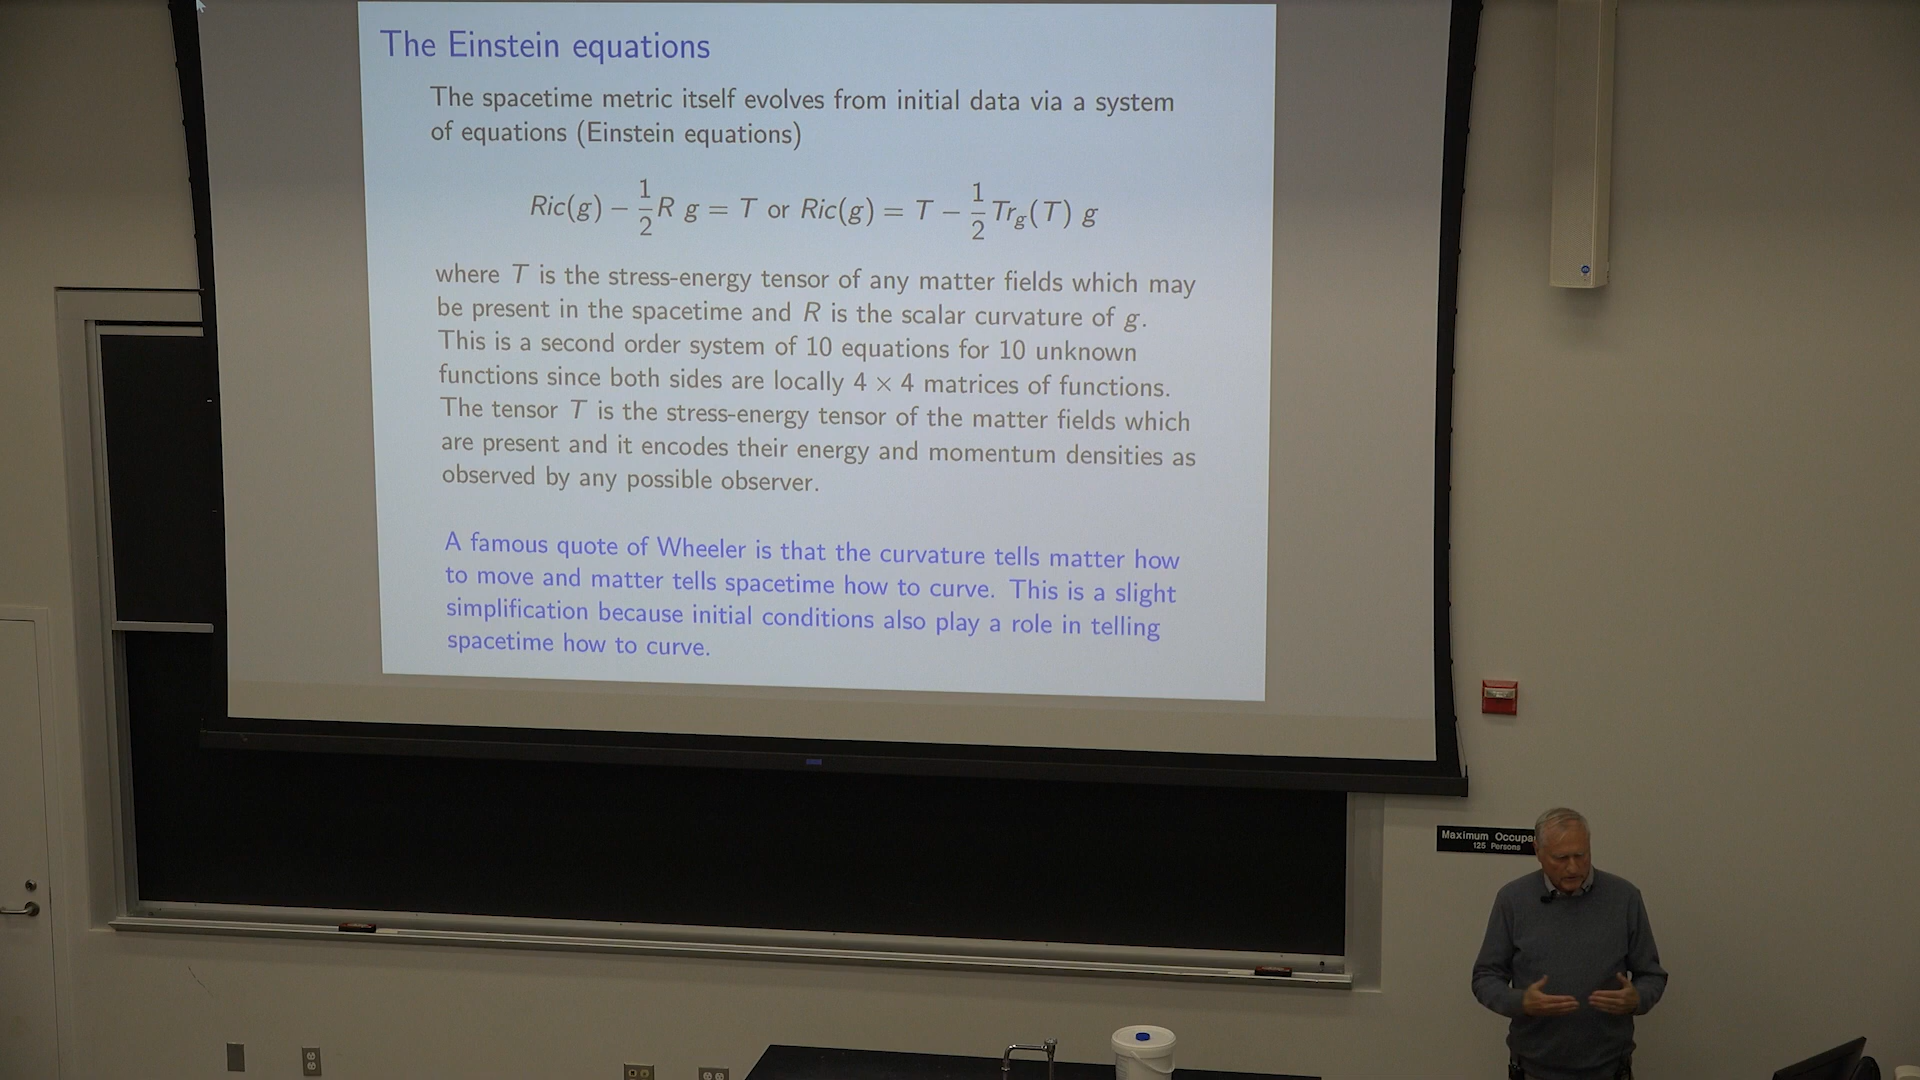 The Einstein equations
The spacetime metric itself evolves from initial data via a system
of equations (Einstein equations)
Ric(g) − 1/2 R g = T or Ric(g) = T − 1/2 Tr_g(T) g
where T is the stress-energy tensor of any matter fields which may
be present in the spacetime and R is the scalar curvature of g.
This is a second order system of 10 equations for 10 unknown
functions since both sides are locally 4 × 4 matrices of functions.
The tensor T is the stress-energy tensor of the matter fields which
are present and it encodes their energy and momentum densities as
observed by any possible observer.
A famous quote of Wheeler is that the curvature tells matter how
to move and matter tells spacetime how to curve. This is a slight
simplification because initial conditions also play a role in telling
spacetime how to curve.
Maximum Occupa
125 Persons